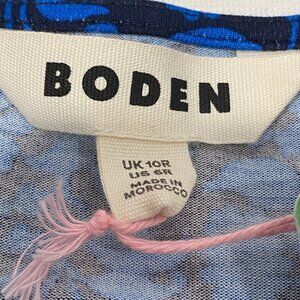 BODEN
UK 10R
US 6R
MADE IN
MOROCCO